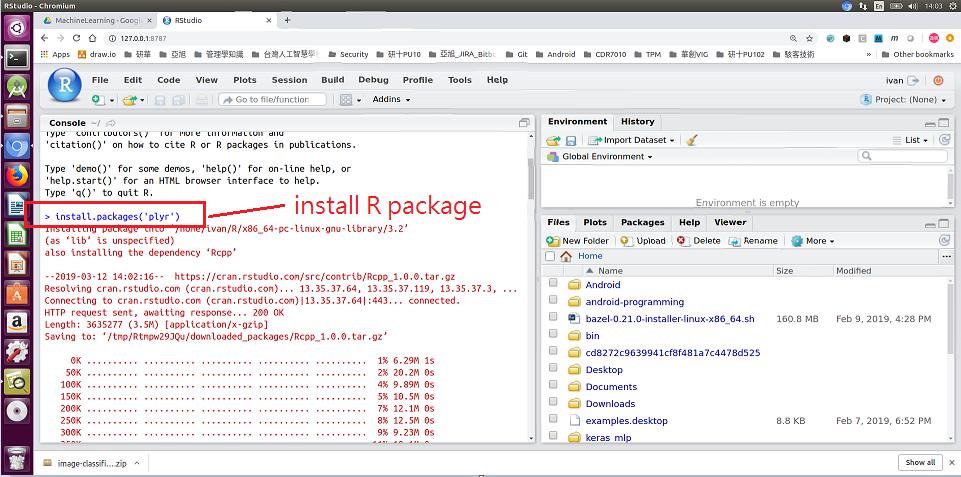 RStudio - Chromium
En
14:03
MachineLearning - Google
RStudio
127.0.0.1:8787
Apps
draw.io
研華
亞旭
管理學知識
台灣人工智慧學
Security
研十PU10
亞旭_JIRA_Bitbu
Git
Android
CDR7010
TPM
華創VIG
研十PU102
駭客技術
»
Other bookmarks
R
File Edit Code View Plots Session Build Debug Profile Tools Help
ivan
Go to file/function
Addins
Project: (None)
Console ~/
Type 'contributors()' for more information and
'citation()' on how to cite R or R packages in publications.
Type 'demo()' for some demos, 'help()' for on-line help, or
'help.start()' for an HTML browser interface to help.
Type 'q()' to quit R.
> install.packages('plyr')
install R package
Installing package into ‘/home/ivan/R/x86_64-pc-linux-gnu-library/3.2’
(as ‘lib’ is unspecified)
also installing the dependency ‘Rcpp’
--2019-03-12 14:02:16-- https://cran.rstudio.com/src/contrib/Rcpp_1.0.0.tar.gz
Resolving cran.rstudio.com (cran.rstudio.com)... 13.35.37.64, 13.35.37.119, 13.35.37.3, ...
Connecting to cran.rstudio.com (cran.rstudio.com)|13.35.37.64|:443... connected.
HTTP request sent, awaiting response... 200 OK
Length: 3635277 (3.5M) [application/x-gzip]
Saving to: ‘/tmp/Rtmpw29JQu/downloaded_packages/Rcpp_1.0.0.tar.gz’
0K .......... .......... .......... .......... .......... 1% 6.29M 1s
50K .......... .......... .......... .......... .......... 2% 20.2M 0s
100K .......... .......... .......... .......... .......... 4% 9.89M 0s
150K .......... .......... .......... .......... .......... 5% 10.5M 0s
200K .......... .......... .......... .......... .......... 7% 12.1M 0s
250K .......... .......... .......... .......... .......... 8% 12.5M 0s
300K .......... .......... .......... .......... .......... 9% 9.23M 0s
Environment History
Import Dataset
List
Global Environment
Environment is empty
Files Plots Packages Help Viewer
New Folder Upload Delete Rename More
Home
Name Size Modified
Android
android-programming
bazel-0.21.0-installer-linux-x86_64.sh 160.8 MB Feb 9, 2019, 4:28 PM
bin
cd8272c9639941cf8f481a7c4478d525
Desktop
Documents
Downloads
examples.desktop 8.8 KB Feb 7, 2019, 6:52 PM
keras_mlp
image-classifi....zip
Show all